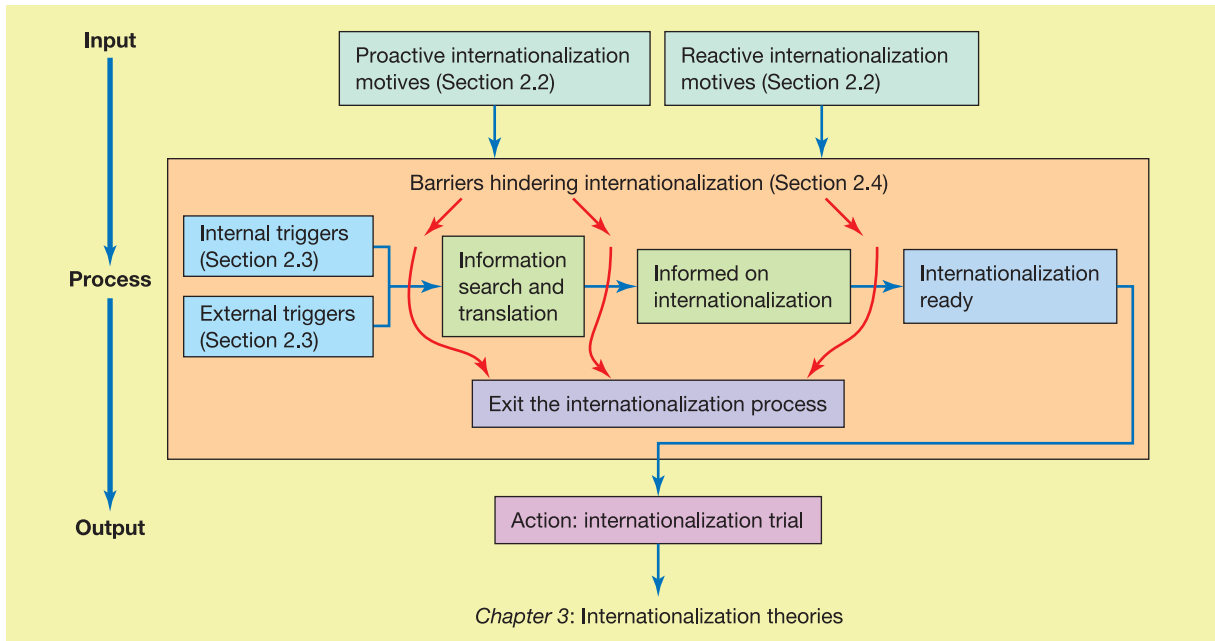 Input
Proactive internationalization
motives (Section 2.2)
Reactive internationalization
motives (Section 2.2)
Barriers hindering internationalization (Section 2.4)
Internal triggers
(Section 2.3)
Process
External triggers
(Section 2.3)
Information
search and
translation
Informed on
internationalization
Internationalization
ready
Exit the internationalization process
Output
Action: internationalization trial
Chapter 3: Internationalization theories